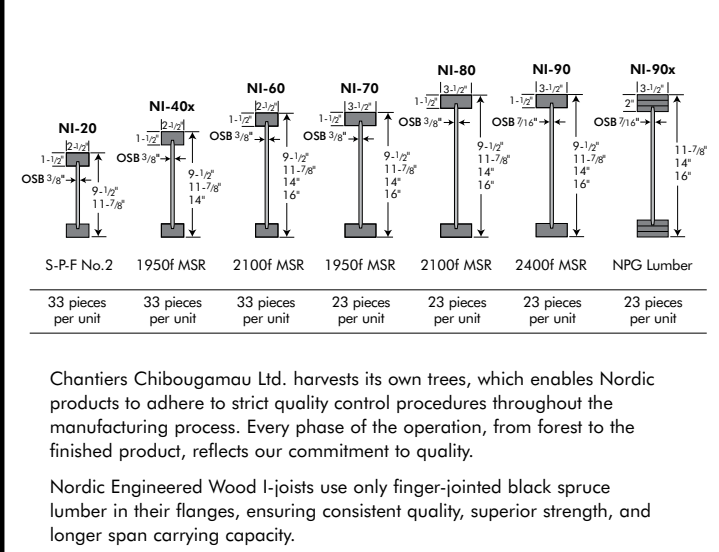 NI-20
2-1/2"
1-1/2"
OSB 3/8"
9-1/2"
11-7/8"
S-P-F No.2
33 pieces
per unit
NI-40x
2-1/2"
1-1/2"
OSB 3/8"
9-1/2"
11-7/8"
14"
1950f MSR
33 pieces
per unit
NI-60
2-1/2"
1-1/2"
OSB 3/8"
9-1/2"
11-7/8"
14"
16"
2100f MSR
33 pieces
per unit
NI-70
3-1/2"
1-1/2"
OSB 3/8"
9-1/2"
11-7/8"
14"
16"
1950f MSR
23 pieces
per unit
NI-80
3-1/2"
1-1/2"
OSB 3/8"
9-1/2"
11-7/8"
14"
16"
2100f MSR
23 pieces
per unit
NI-90
3-1/2"
1-1/2"
OSB 7/16"
9-1/2"
11-7/8"
14"
16"
2400f MSR
23 pieces
per unit
NI-90x
3-1/2"
2"
OSB 7/16"
11-7/8"
14"
16"
NPG Lumber
23 pieces
per unit
Chantiers Chibougamau Ltd. harvests its own trees, which enables Nordic
products to adhere to strict quality control procedures throughout the
manufacturing process. Every phase of the operation, from forest to the
finished product, reflects our commitment to quality.
Nordic Engineered Wood I-joists use only finger-jointed black spruce
lumber in their flanges, ensuring consistent quality, superior strength, and
longer span carrying capacity.